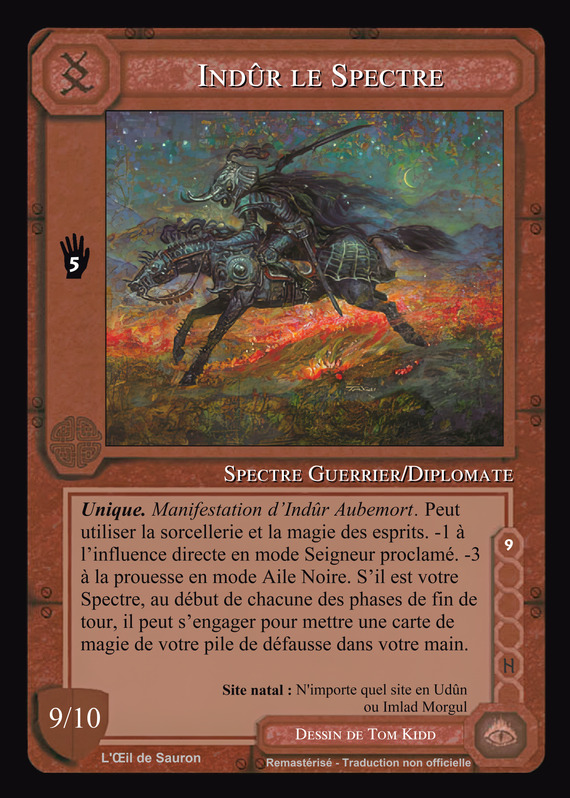 Indûr le Spectre
5
Spectre Guerrier/Diplomate
Unique. Manifestation d’Indûr Aubemort. Peut
utiliser la sorcellerie et la magie des esprits. -1 à
l’influence directe en mode Seigneur proclamé. -3
à la prouesse en mode Aile Noire. S’il est votre
Spectre, au début de chacune des phases de fin de
tour, il peut s’engager pour mettre une carte de
magie de votre pile de défausse dans votre main.
9
Site natal : N'importe quel site en Udûn
ou Imlad Morgul
9/10
Dessin de Tom Kidd
L'Œil de Sauron
Remastérisé - Traduction non officielle